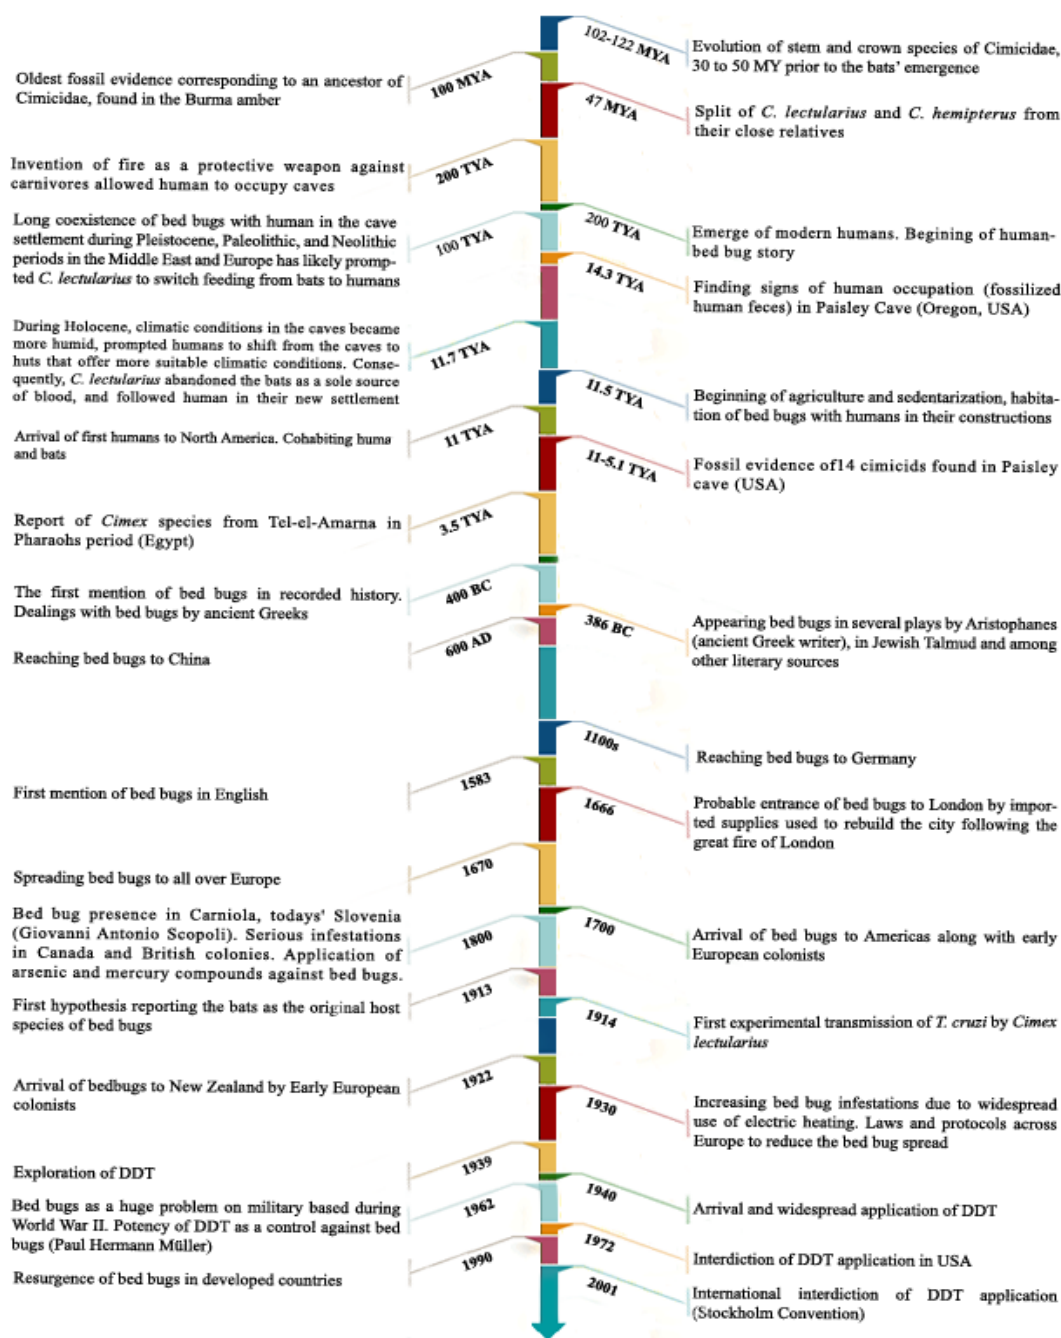 102-122 MYA
Evolution of stem and crown species of Cimicidae,
30 to 50 MY prior to the bats' emergence
Oldest fossil evidence corresponding to an ancestor of
Cimicidae, found in the Burma amber
100 MYA
47 MYA
Split of C. lectularius and C. hemipterus from
their close relatives
Invention of fire as a protective weapon against
carnivores allowed human to occupy caves
200 TYA
200 TYA
Emerge of modern humans. Begining of human-
bed bug story
Long coexistence of bed bugs with human in the cave
settlement during Pleistocene, Paleolithic, and Neolithic
periods in the Middle East and Europe has likely promp-
ted C. lectularius to switch feeding from bats to humans
100 TYA
14.3 TYA
Finding signs of human occupation (fossilized
human feces) in Paisley Cave (Oregon, USA)
During Holocene, climatic conditions in the caves became
more humid, prompted humans to shift from the caves to
huts that offer more suitable climatic conditions. Conse-
quently, C. lectularius abandoned the bats as a sole source
of blood, and followed human in their new settlement
11.7 TYA
11.5 TYA
Beginning of agriculture and sedentarization, habita-
tion of bed bugs with humans in their constructions
Arrival of first humans to North America. Cohabiting huma
and bats
11 TYA
11-5.1 TYA
Fossil evidence of14 cimicids found in Paisley
cave (USA)
Report of Cimex species from Tel-el-Amarna in
Pharaohs period (Egypt)
3.5 TYA
The first mention of bed bugs in recorded history.
Dealings with bed bugs by ancient Greeks
400 BC
386 BC
Appearing bed bugs in several plays by Aristophanes
(ancient Greek writer), in Jewish Talmud and among
other literary sources
Reaching bed bugs to China
600 AD
1100s
Reaching bed bugs to Germany
First mention of bed bugs in English
1583
1666
Probable entrance of bed bugs to London by impor-
ted supplies used to rebuild the city following the
great fire of London
Spreading bed bugs to all over Europe
1670
1700
Arrival of bed bugs to Americas along with early
European colonists
Bed bug presence in Carniola, todays' Slovenia
(Giovanni Antonio Scopoli). Serious infestations
in Canada and British colonies. Application of
arsenic and mercury compounds against bed bugs.
1800
First hypothesis reporting the bats as the original host
species of bed bugs
1913
1914
First experimental transmission of T. cruzi by Cimex
lectularius
Arrival of bedbugs to New Zealand by Early European
colonists
1922
1930
Increasing bed bug infestations due to widespread
use of electric heating. Laws and protocols across
Europe to reduce the bed bug spread
Exploration of DDT
1939
1940
Arrival and widespread application of DDT
Bed bugs as a huge problem on military based during
World War II. Potency of DDT as a control against bed
bugs (Paul Hermann Müller)
1962
1972
Interdiction of DDT application in USA
Resurgence of bed bugs in developed countries
1990
2001
International interdiction of DDT application
(Stockholm Convention)